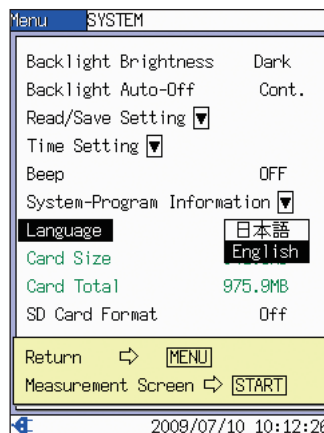 Menu SYSTEM
Backlight Brightness Dark
Backlight Auto-Off Cont.
Read/Save Setting ▼
Time Setting ▼
Beep OFF
System-Program Information ▼
Language 日本語
English
Card Size
Card Total 975.9MB
SD Card Format Off
Return ⇨ MENU
Measurement Screen ⇨ START
2009/07/10 10:12:26